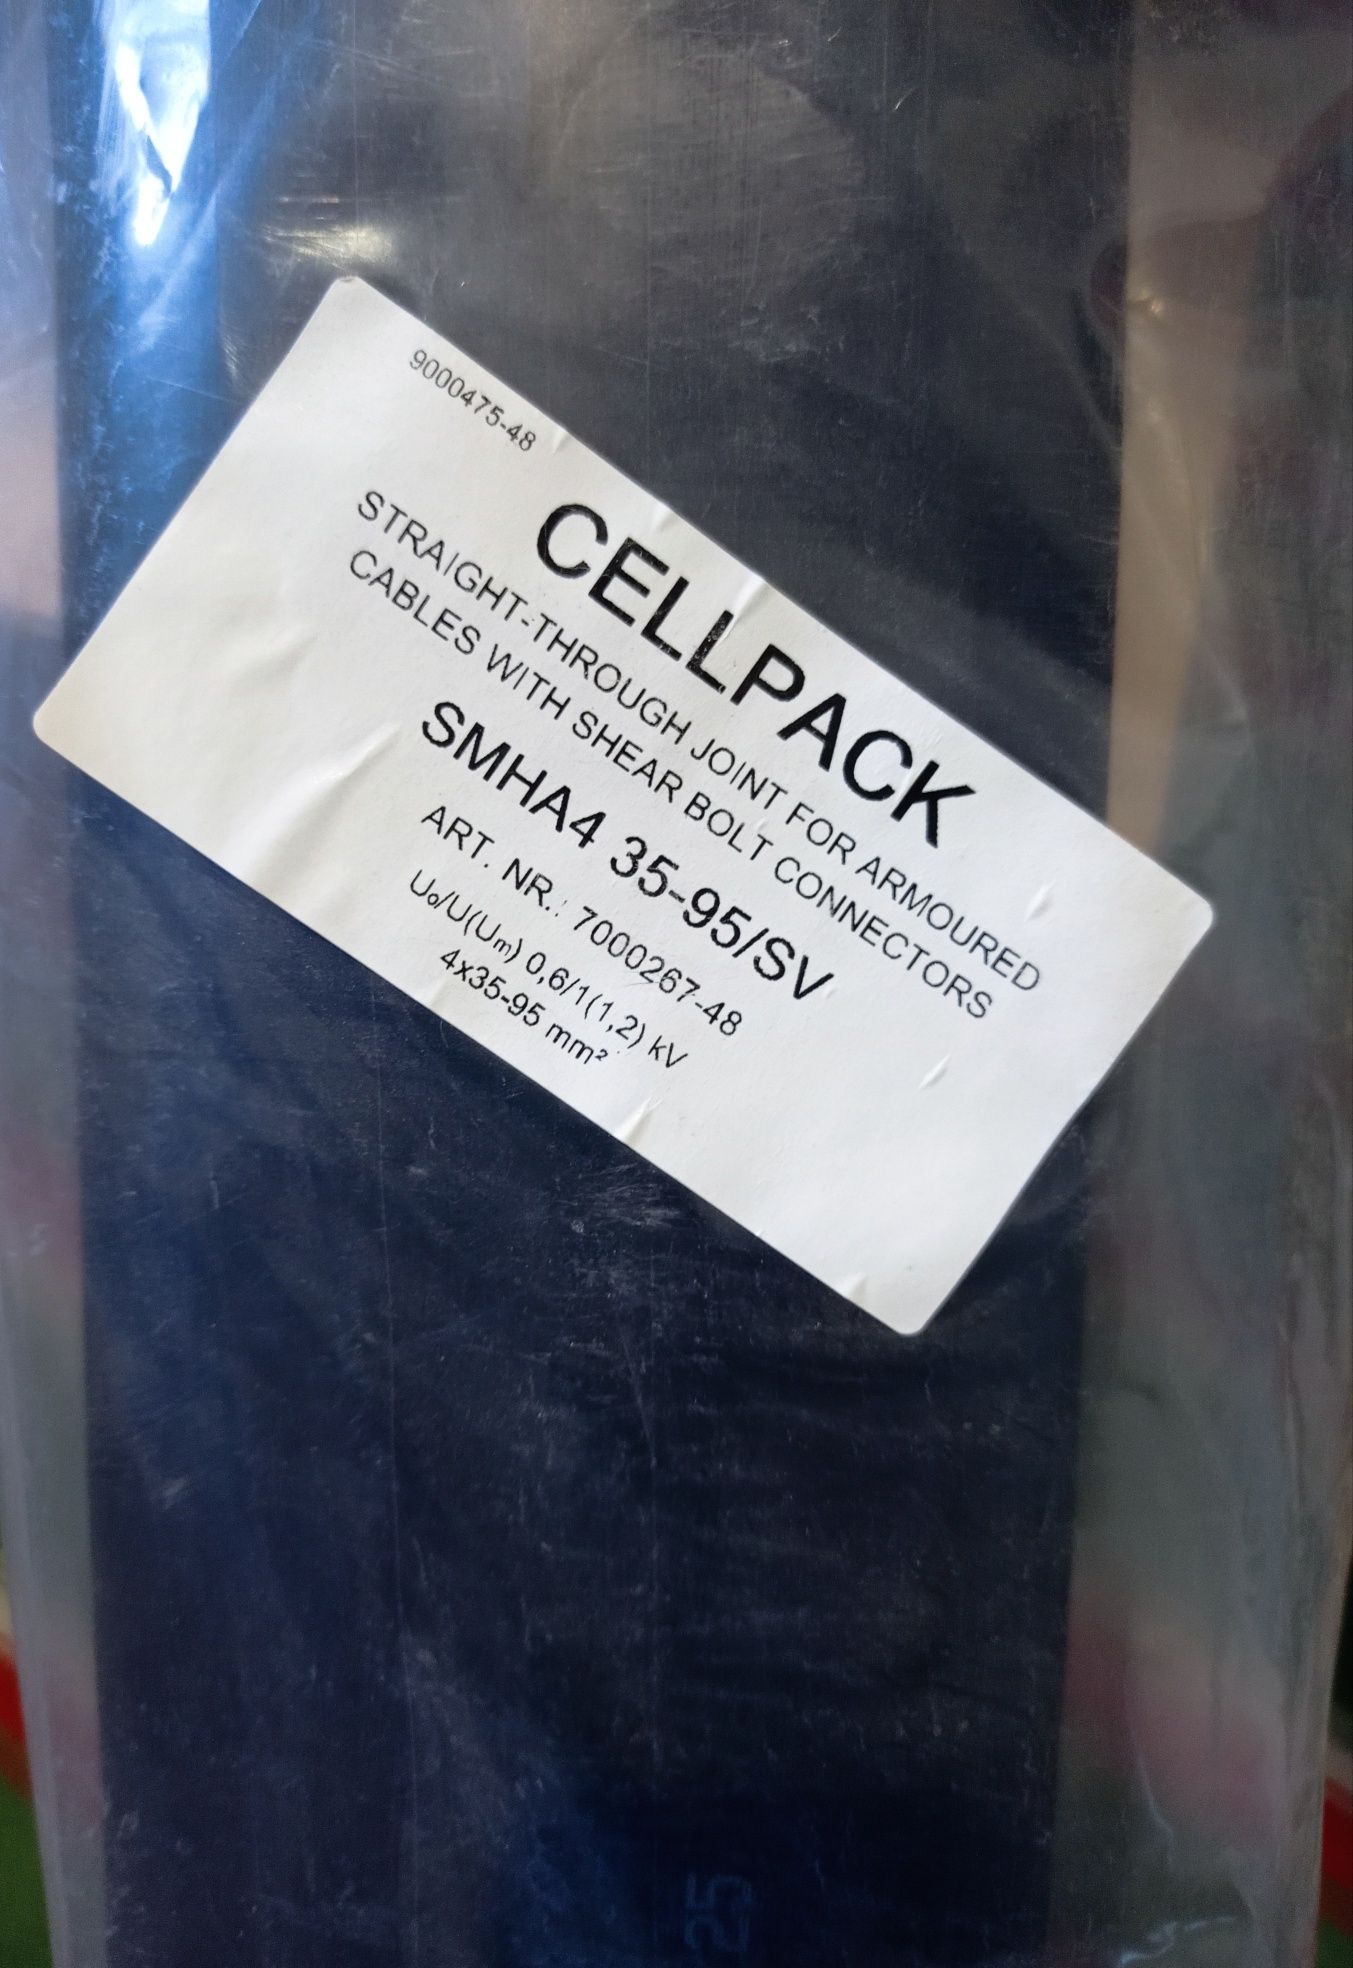 9000475-48
CELLPACK
STRAIGHT-THROUGH JOINT FOR ARMOURED
CABLES WITH SHEAR BOLT CONNECTORS
SMHA4 35-95/SV
ART. NR.: 7000267-48
U₀/U(Uₘ) 0,6/1(1,2) kV
4x35-95 mm²
25